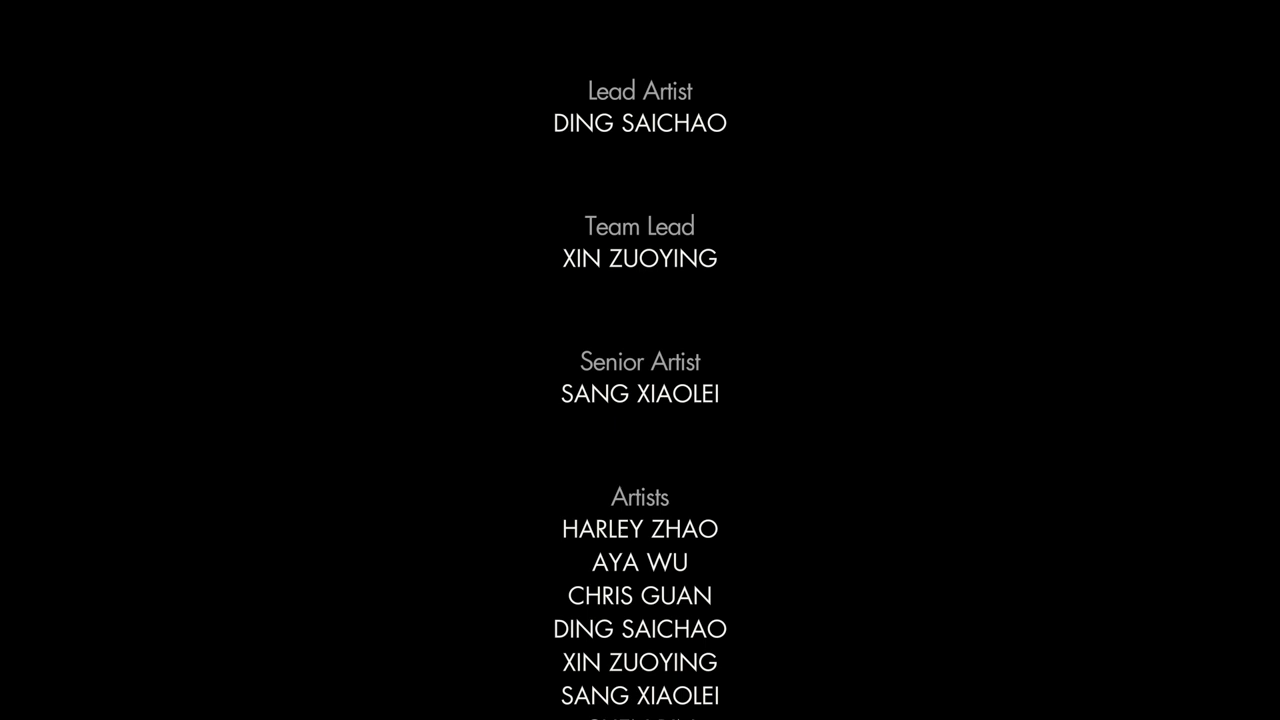 Lead Artist
DING SAICHAO
Team Lead
XIN ZUOYING
Senior Artist
SANG XIAOLEI
Artists
HARLEY ZHAO
AYA WU
CHRIS GUAN
DING SAICHAO
XIN ZUOYING
SANG XIAOLEI